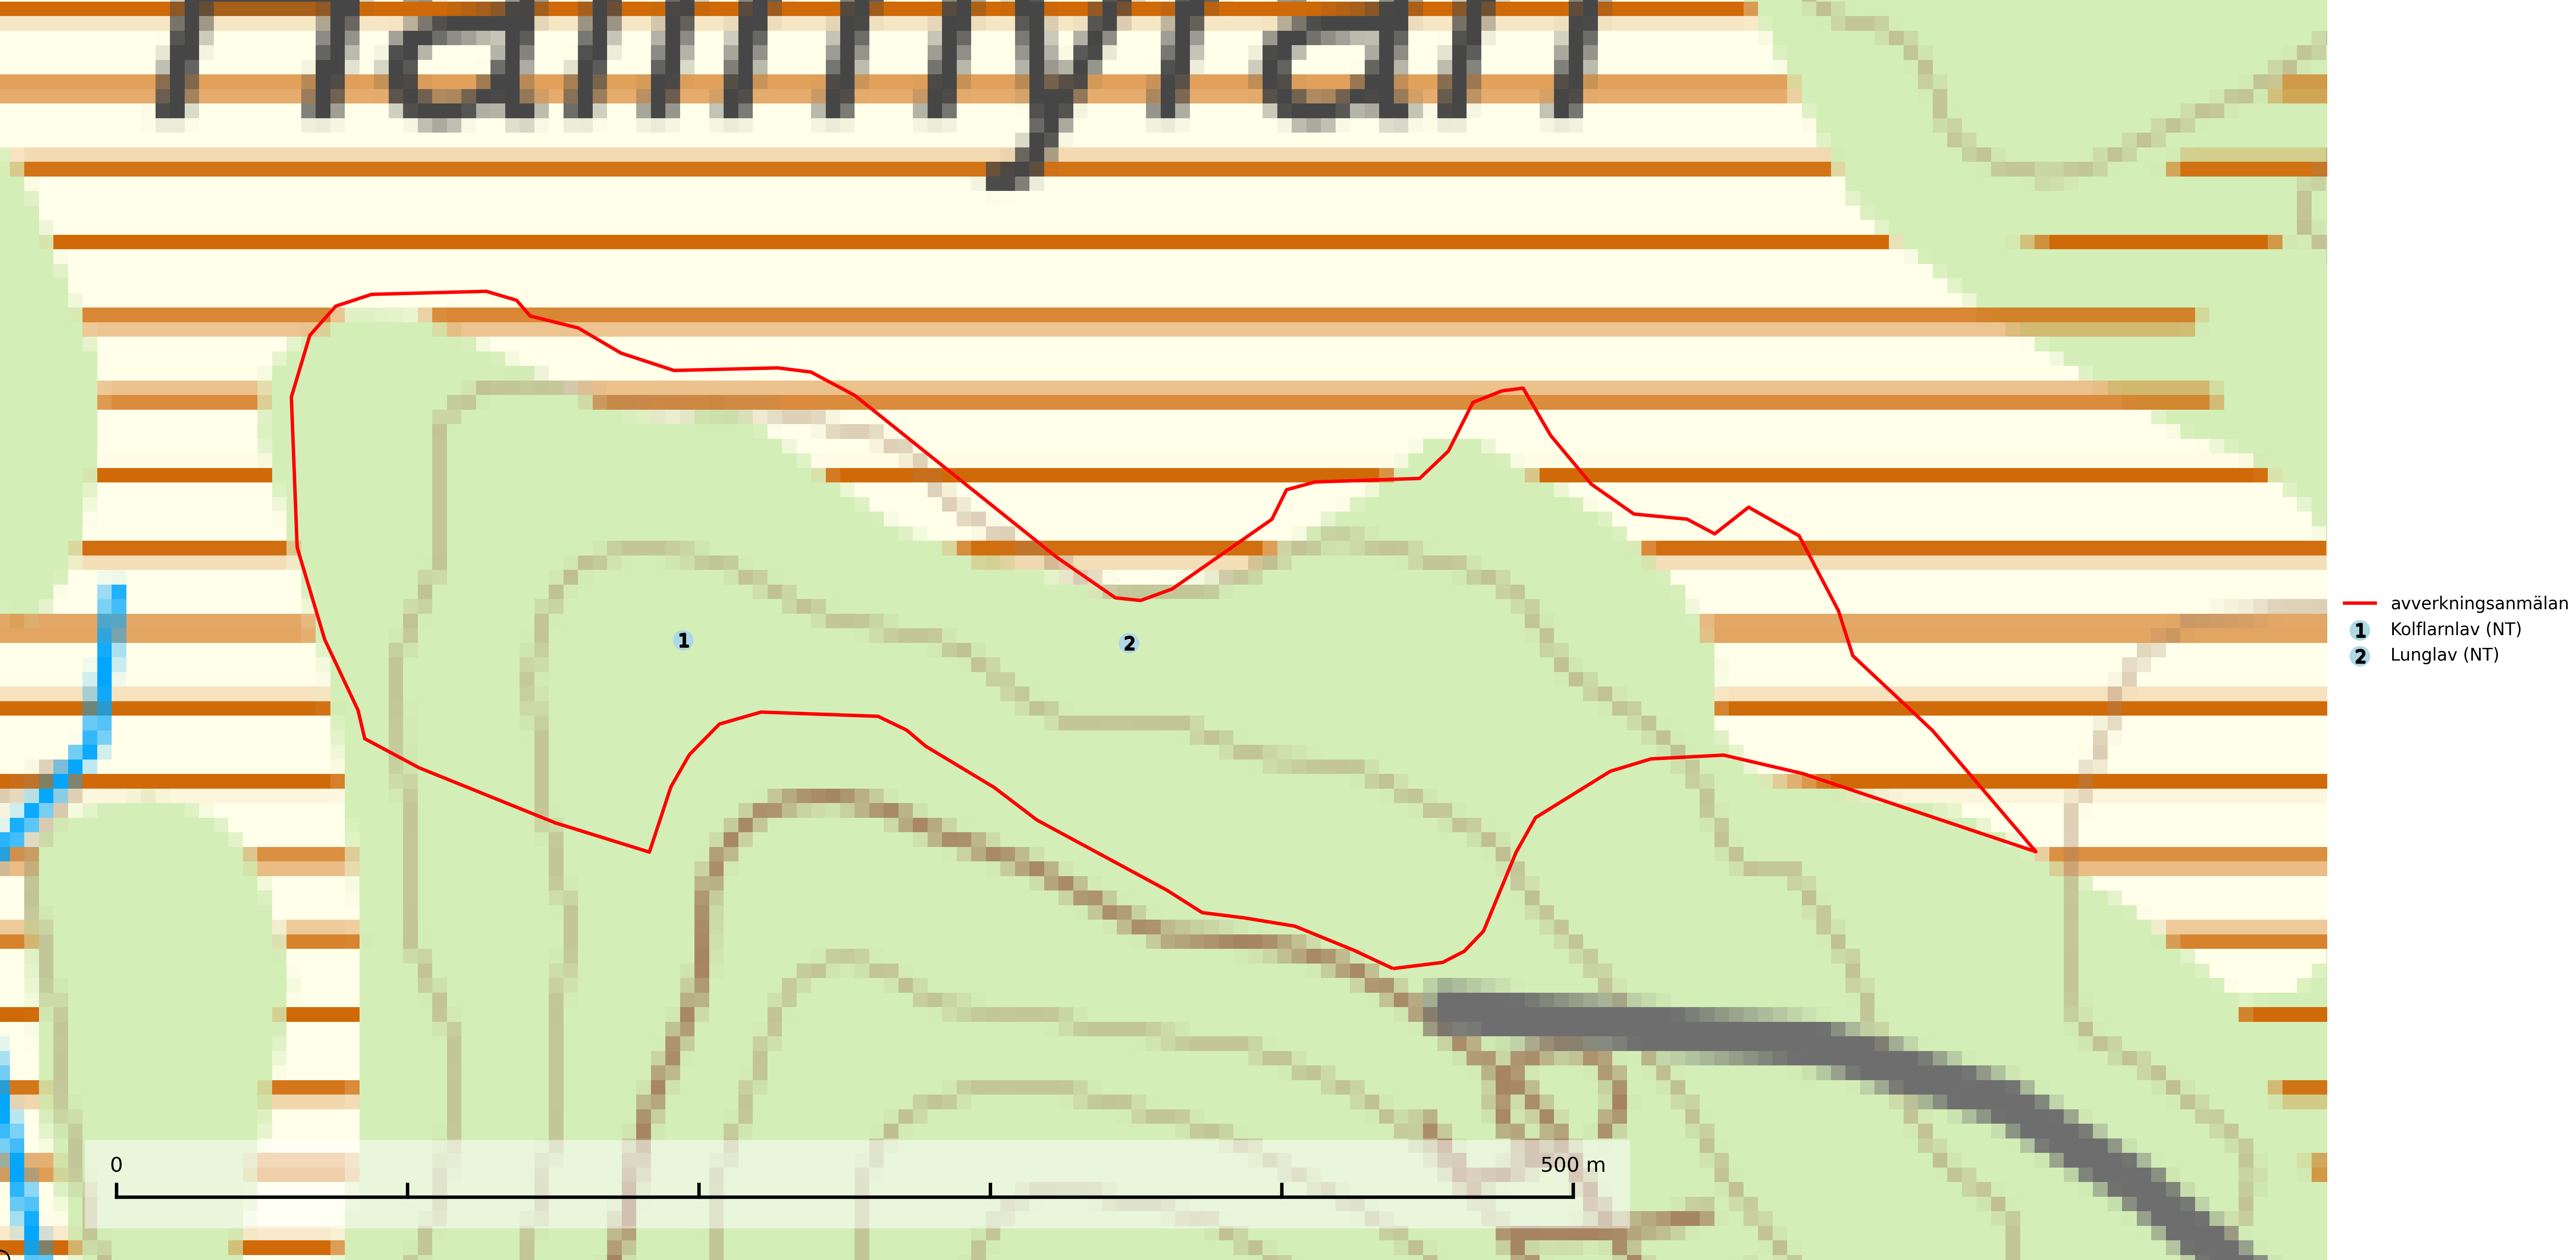 avverkningsanmälan
1 Kolflarnlav (NT)
2 Lunglav (NT)
1
2
0
500 m